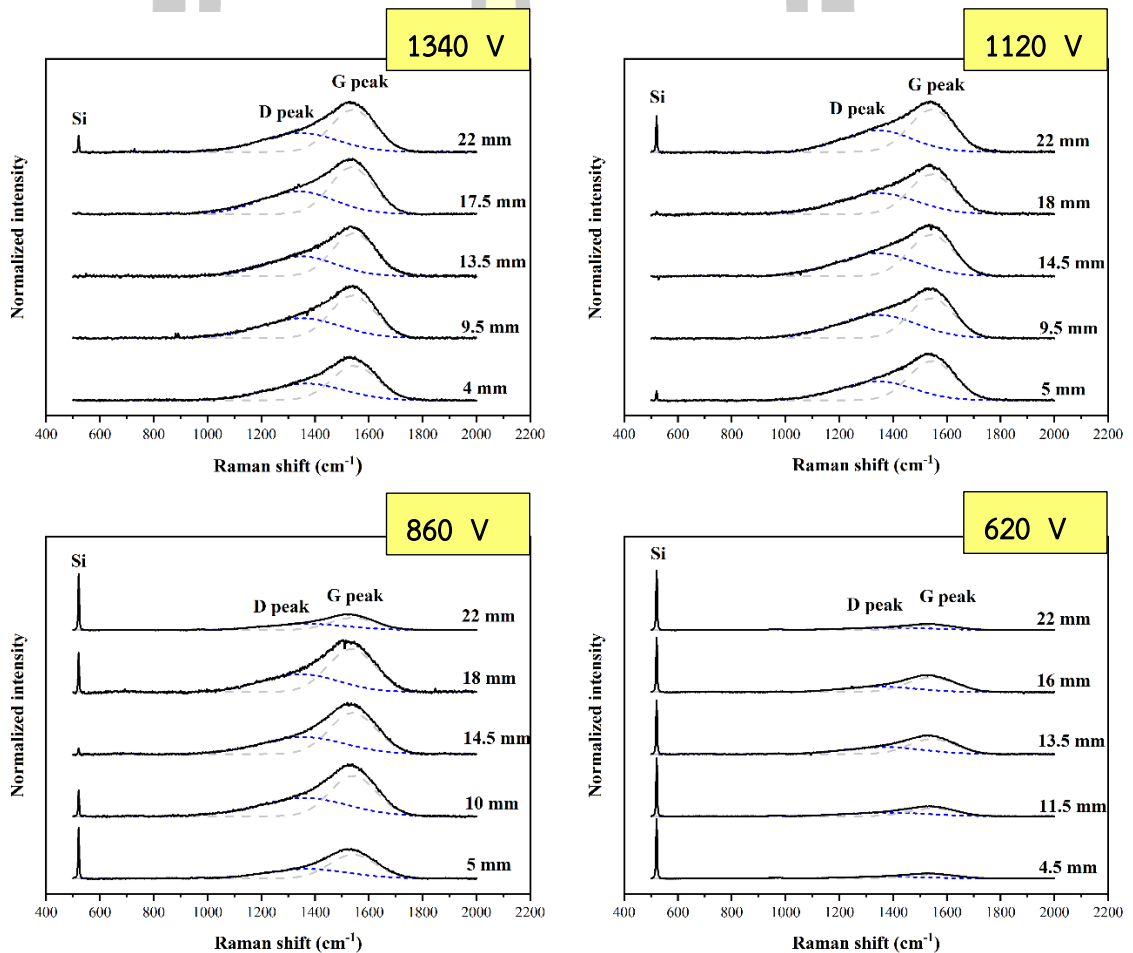 1340 V
G peak
D peak
Si
22 mm
17.5 mm
13.5 mm
9.5 mm
4 mm
Normalized intensity
400 600 800 1000 1200 1400 1600 1800 2000 2200
Raman shift (cm⁻¹)
1120 V
G peak
D peak
Si
22 mm
18 mm
14.5 mm
9.5 mm
5 mm
Normalized intensity
400 600 800 1000 1200 1400 1600 1800 2000 2200
Raman shift (cm⁻¹)
860 V
Si
G peak
D peak
22 mm
18 mm
14.5 mm
10 mm
5 mm
Normalized intensity
400 600 800 1000 1200 1400 1600 1800 2000 2200
Raman shift (cm⁻¹)
620 V
Si
G peak
D peak
22 mm
16 mm
13.5 mm
11.5 mm
4.5 mm
Normalized intensity
400 600 800 1000 1200 1400 1600 1800 2000 2200
Raman shift (cm⁻¹)